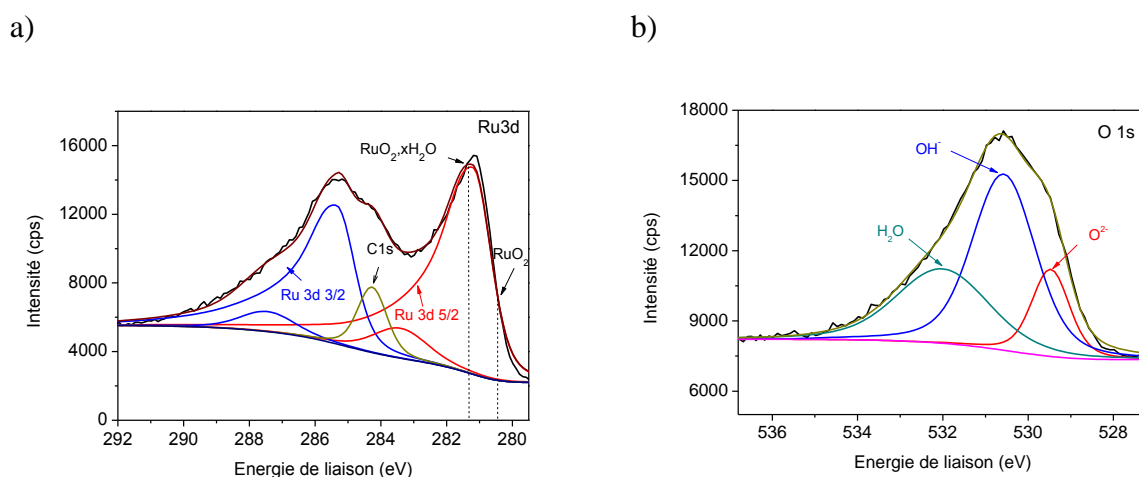 a)
b)
Ru3d
RuO2,xH2O
RuO2
C1s
Ru 3d 3/2
Ru 3d 5/2
Intensité (cps)
16000
12000
8000
4000
0
292 290 288 286 284 282 280
Energie de liaison (eV)
O 1s
OH-
H2O
O2-
Intensité (cps)
18000
15000
12000
9000
6000
536 534 532 530 528
Energie de liaison (eV)